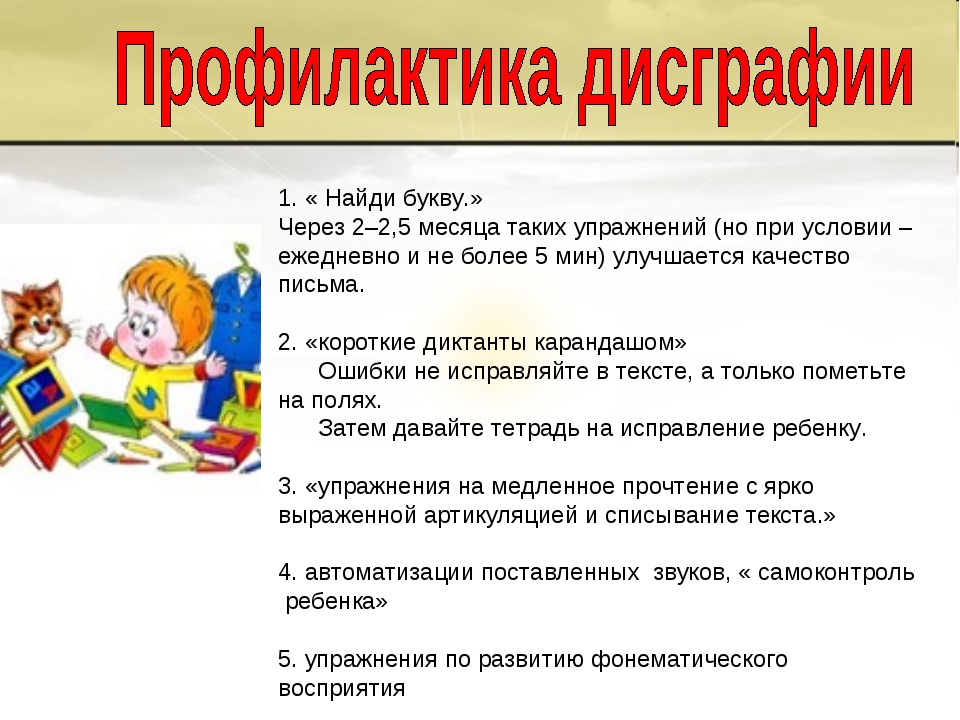 Профилактика дисграфии
1. « Найди букву.»
Через 2–2,5 месяца таких упражнений (но при условии –
ежедневно и не более 5 мин) улучшается качество
письма.
2. «короткие диктанты карандашом»
Ошибки не исправляйте в тексте, а только пометьте
на полях.
Затем давайте тетрадь на исправление ребенку.
3. «упражнения на медленное прочтение с ярко
выраженной артикуляцией и списывание текста.»
4. автоматизации поставленных звуков, « самоконтроль
ребенка»
5. упражнения по развитию фонематического
восприятия